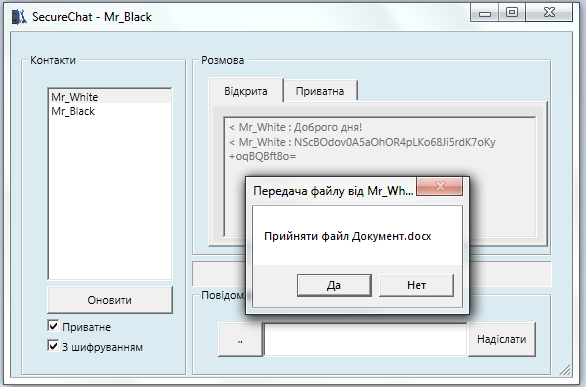 SecureChat - Mr_Black
Контакти
Mr_White
Mr_Black
Оновити
Приватне
З шифруванням
Розмова
Відкрита
Приватна
< Mr_White : Доброго дня!
< Mr_White : NScBOdov0A5aOhOR4pLKo68Ji5rdK7oKy
+oqBQBft8o=
Передача файлу від Mr_Wh...
Прийняти файл Документ.docx
Да
Нет
Повідом
..
Надіслати